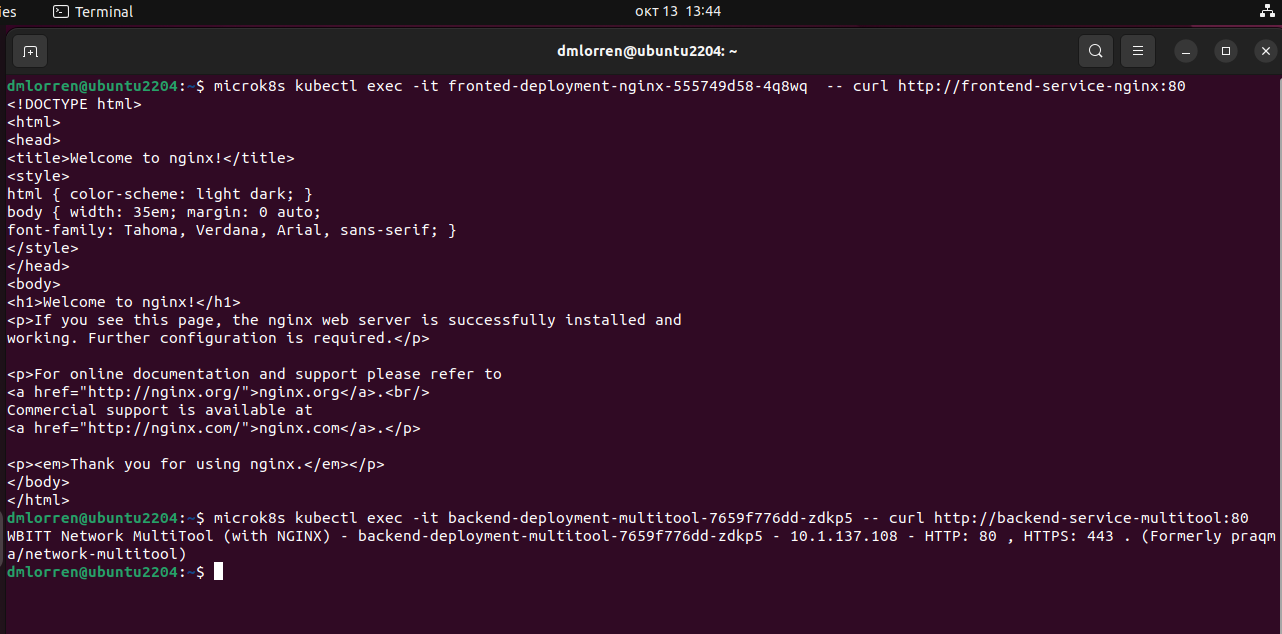 ies Terminal окт 13 13:44
dmlorren@ubuntu2204: ~
dmlorren@ubuntu2204:~$ microk8s kubectl exec -it fronted-deployment-nginx-555749d58-4q8wq  -- curl http://frontend-service-nginx:80
<!DOCTYPE html>
<html>
<head>
<title>Welcome to nginx!</title>
<style>
html { color-scheme: light dark; }
body { width: 35em; margin: 0 auto;
font-family: Tahoma, Verdana, Arial, sans-serif; }
</style>
</head>
<body>
<h1>Welcome to nginx!</h1>
<p>If you see this page, the nginx web server is successfully installed and
working. Further configuration is required.</p>

<p>For online documentation and support please refer to
<a href="http://nginx.org/">nginx.org</a>.<br/>
Commercial support is available at
<a href="http://nginx.com/">nginx.com</a>.</p>

<p><em>Thank you for using nginx.</em></p>
</body>
</html>
dmlorren@ubuntu2204:~$ microk8s kubectl exec -it backend-deployment-multitool-7659f776dd-zdkp5 -- curl http://backend-service-multitool:80
WBITT Network MultiTool (with NGINX) - backend-deployment-multitool-7659f776dd-zdkp5 - 10.1.137.108 - HTTP: 80 , HTTPS: 443 . (Formerly praqm
a/network-multitool)
dmlorren@ubuntu2204:~$